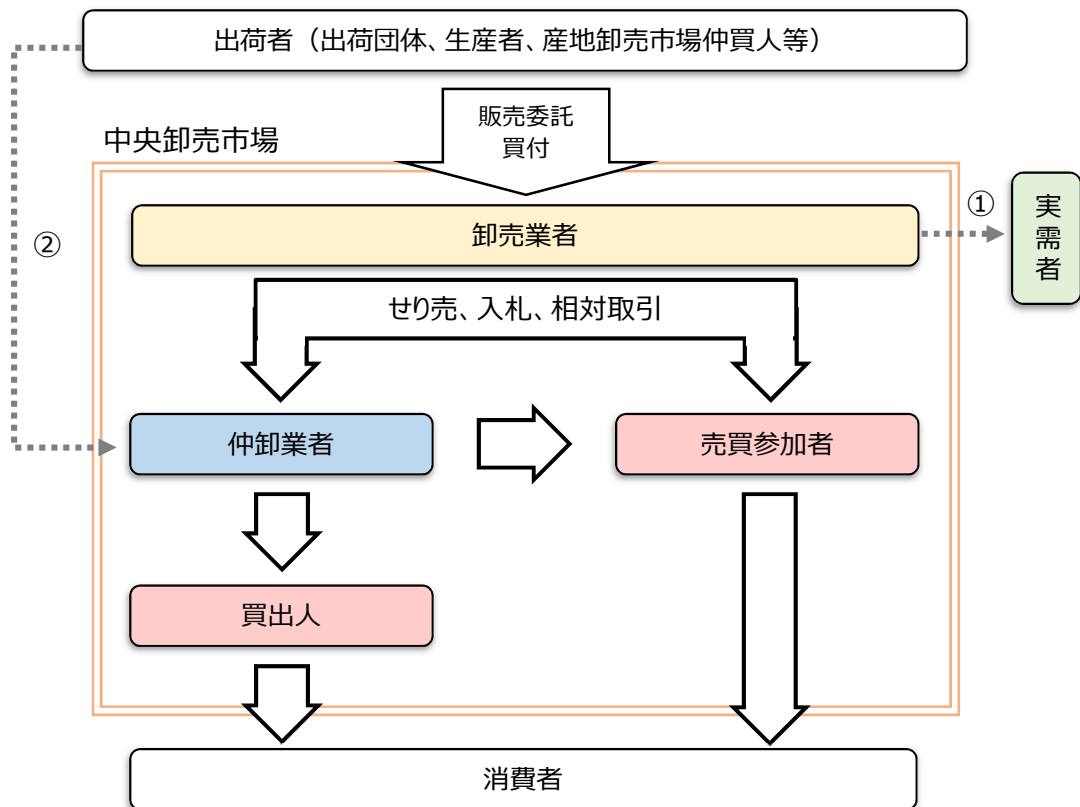 出荷者（出荷団体、生産者、産地卸売市場仲買人等）
販売委託
買付
中央卸売市場
①
実需者
卸売業者
②
せり売、入札、相対取引
仲卸業者
売買参加者
買出人
消費者